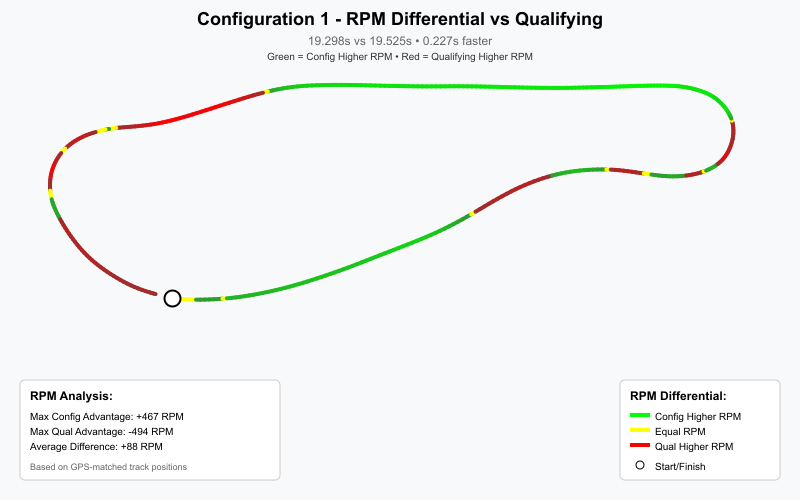 Configuration 1 - RPM Differential vs Qualifying
19.298s vs 19.525s • 0.227s faster
Green = Config Higher RPM • Red = Qualifying Higher RPM
RPM Analysis:
Max Config Advantage: +467 RPM
Max Qual Advantage: -494 RPM
Average Difference: +88 RPM
Based on GPS-matched track positions
RPM Differential:
Config Higher RPM
Equal RPM
Qual Higher RPM
Start/Finish